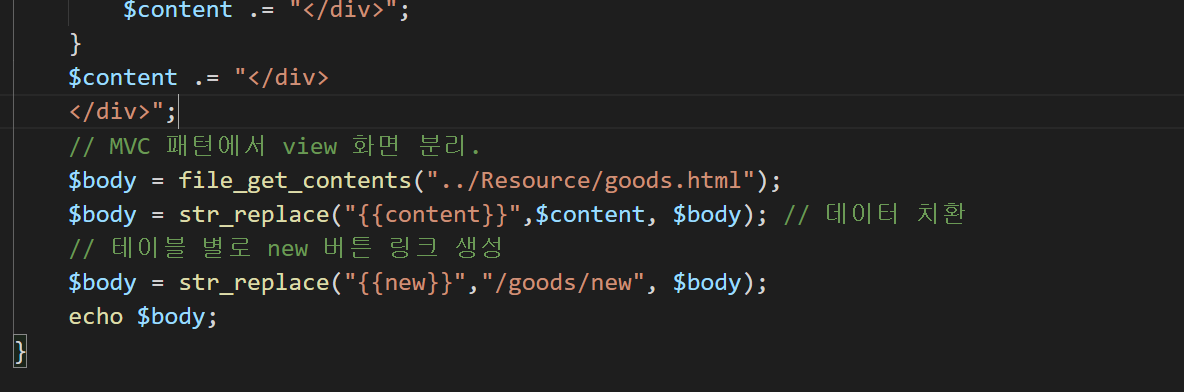 $content .= "</div>";
}
$content .= "</div>
</div>";
// MVC 패턴에서 view 화면 분리.
$body = file_get_contents("../Resource/goods.html");
$body = str_replace("{{content}}",$content, $body); // 데이터 치환
// 테이블 별로 new 버튼 링크 생성
$body = str_replace("{{new}}","/goods/new", $body);
echo $body;
}